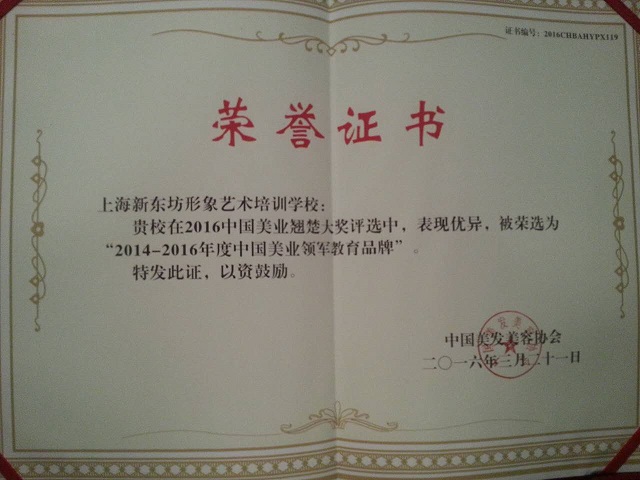 证书编号：2016CHBAHYPX119
荣誉证书
上海新东坊形象艺术培训学校：
贵校在2016中国美业翘楚大奖评选中，表现优异，被荣选为
“2014-2016年度中国美业领军教育品牌”。
特发此证，以资鼓励。
中国美发美容协会
二〇一六年三月二十一日